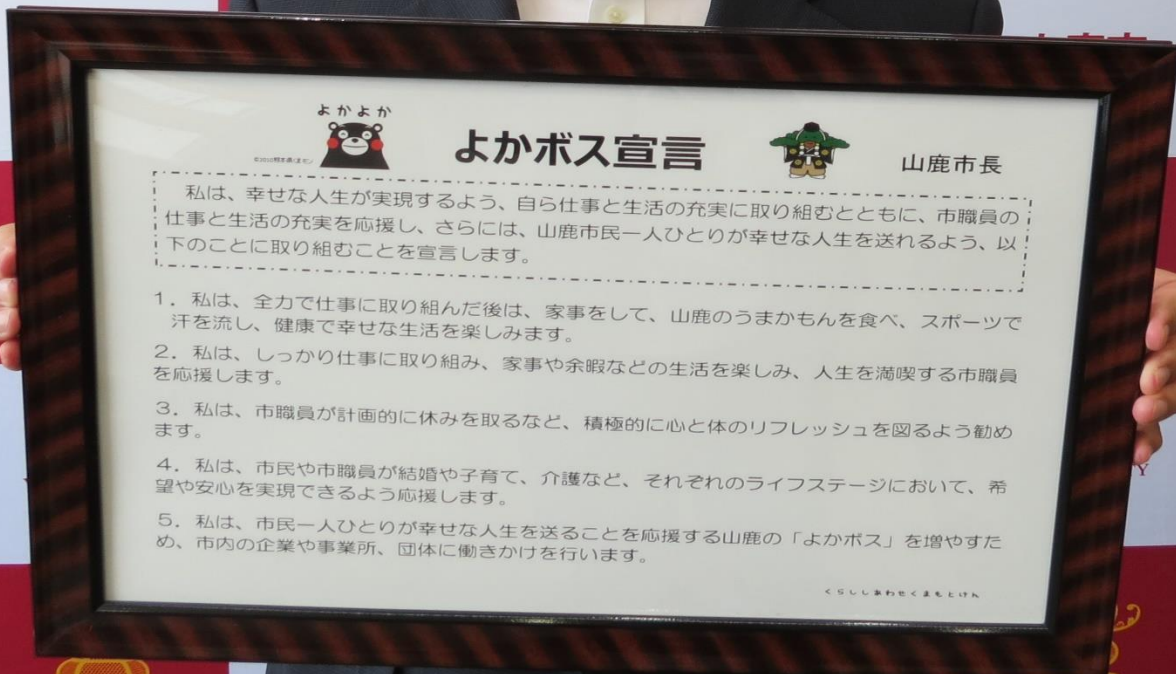 よかよか
©2010熊本県くまモン
よかボス宣言
山鹿市長
私は、幸せな人生が実現するよう、自ら仕事と生活の充実に取り組むとともに、市職員の
仕事と生活の充実を応援し、さらには、山鹿市民一人ひとりが幸せな人生を送れるよう、以
下のことに取り組むことを宣言します。
1．私は、全力で仕事に取り組んだ後は、家事をして、山鹿のうまかもんを食べ、スポーツで
汗を流し、健康で幸せな生活を楽しみます。
2．私は、しっかり仕事に取り組み、家事や余暇などの生活を楽しみ、人生を満喫する市職員
を応援します。
3．私は、市職員が計画的に休みを取るなど、積極的に心と体のリフレッシュを図るよう勧め
ます。
4．私は、市民や市職員が結婚や子育て、介護など、それぞれのライフステージにおいて、希
望や安心を実現できるよう応援します。
5．私は、市民一人ひとりが幸せな人生を送ることを応援する山鹿の「よかボス」を増やすた
め、市内の企業や事業所、団体に働きかけを行います。
くらししあわせくまもとけん